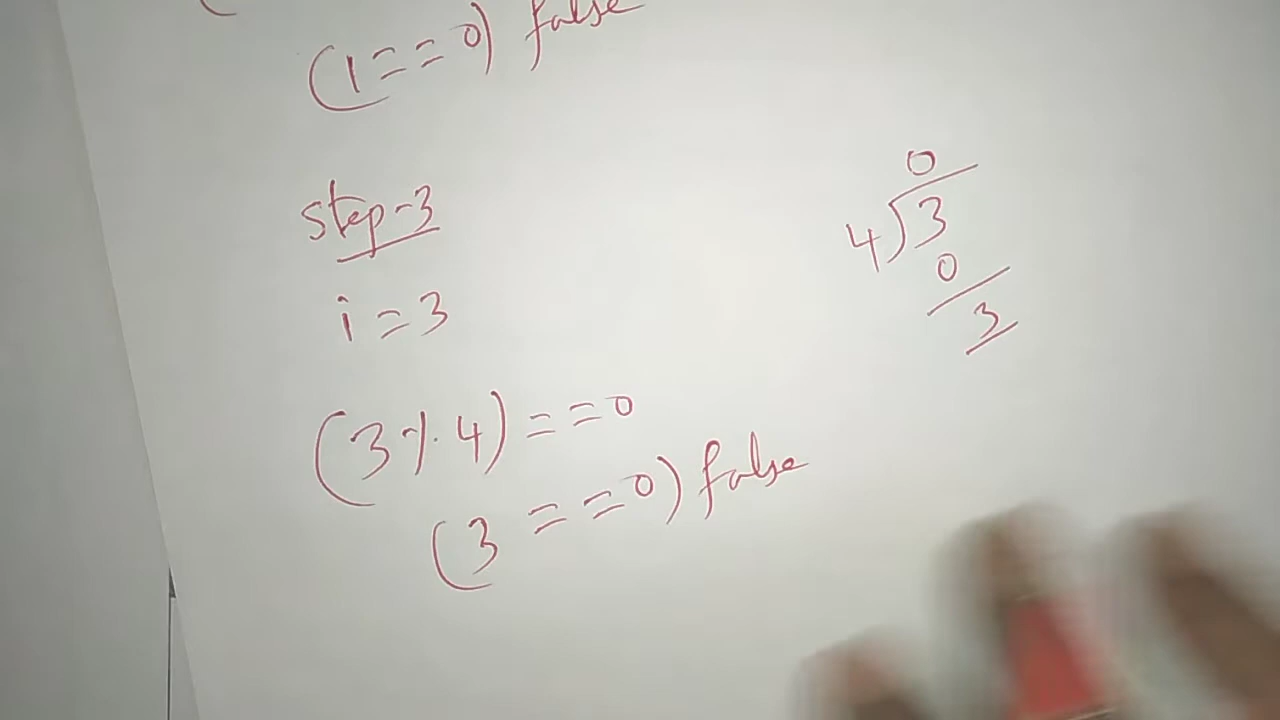 (1 == 0) false
step-3
i = 3
(3 % 4) == 0
(3 == 0) false
0
4) 3
0
3